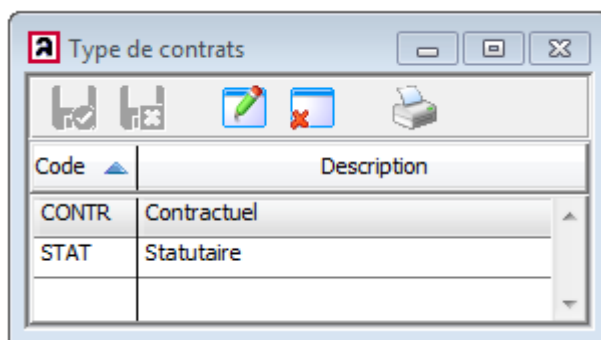 Type de contrats
Code Description
CONTR Contractuel
STAT Statutaire